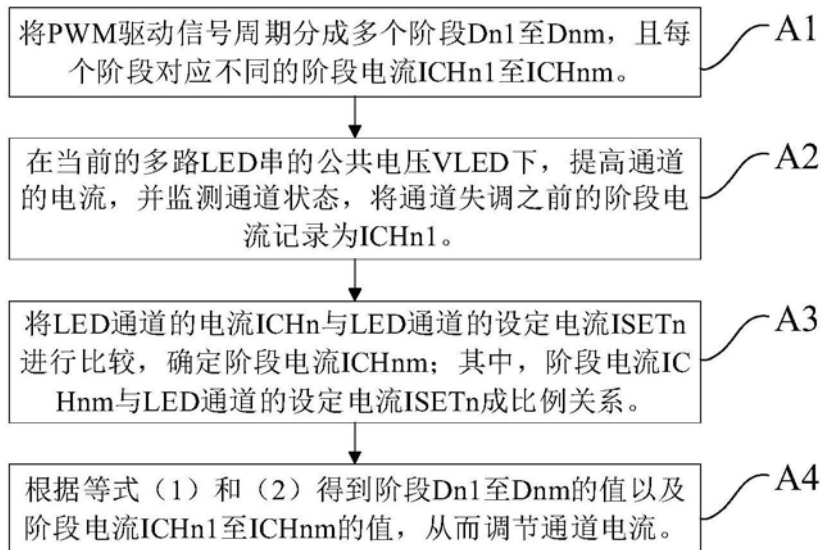 将PWM驱动信号周期分成多个阶段Dn1至Dnm，且每
个阶段对应不同的阶段电流ICHn1至ICHnm。
A1
在当前的多路LED串的公共电压VLED下，提高通道
的电流，并监测通道状态，将通道失调之前的阶段电
流记录为ICHn1。
A2
将LED通道的电流ICHn与LED通道的设定电流ISETn
进行比较，确定阶段电流ICHnm；其中，阶段电流IC
Hnm与LED通道的设定电流ISETn成比例关系。
A3
根据等式（1）和（2）得到阶段Dn1至Dnm的值以及
阶段电流ICHn1至ICHnm的值，从而调节通道电流。
A4